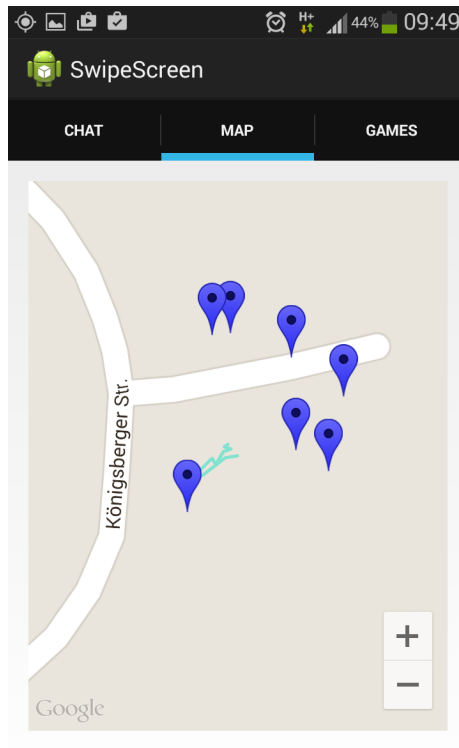 H+ 44% 09:49
SwipeScreen
CHAT MAP GAMES
Königsberger Str.
+
−
Google